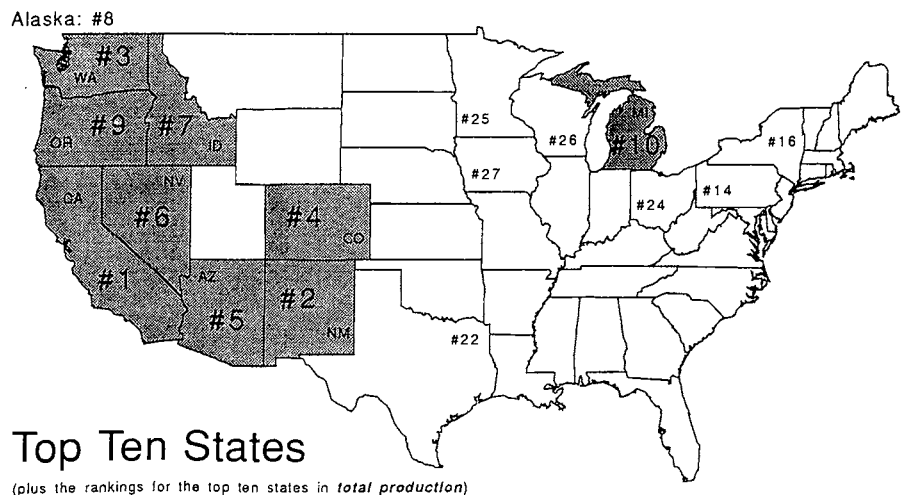 Alaska: #8
#3
WA
#9
OR
#7
ID
#25
#26
MI
#10
#16
#27
CA
NV
#6
#4
CO
#24
#14
#1
AZ
#5
#2
NM
#22
Top Ten States
(plus the rankings for the top ten states in total production)